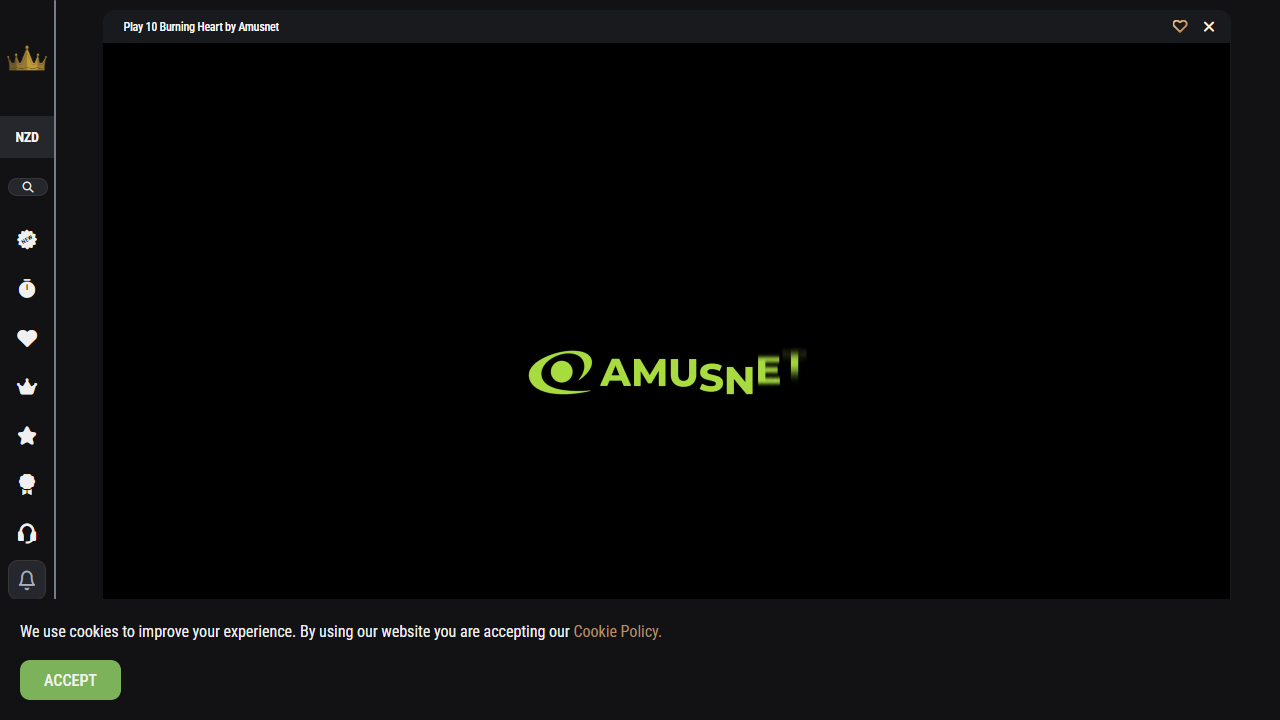 Play 10 Burning Heart by Amusnet
NZD
NEW
AMUSNET
We use cookies to improve your experience. By using our website you are accepting our Cookie Policy.
ACCEPT